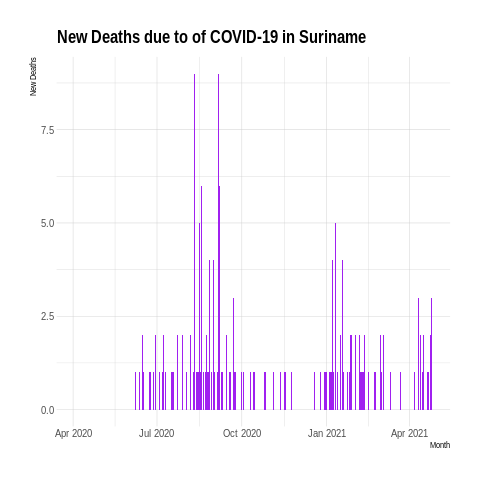 New Deaths due to of COVID-19 in Suriname
New Deaths
7.5
5.0
2.5
0.0
Apr 2020 Jul 2020 Oct 2020 Jan 2021 Apr 2021
Month